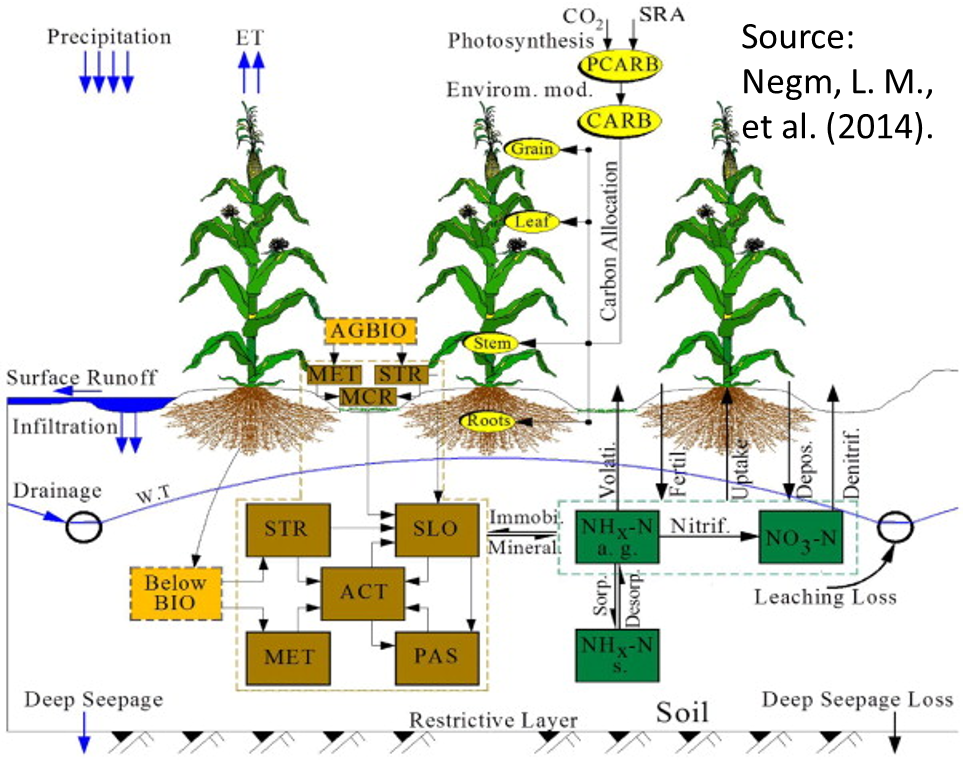 Precipitation
ET
CO2
SRA
Source:
Negm, L. M.,
et al. (2014).
Photosynthesis
PCARB
Envirom. mod.
CARB
Grain
Leaf
Carbon Allocation
AGBIO
Stem
MET
STR
MCR
Surface Runoff
Infiltration
Roots
Drainage
W.T
Volati.
Fertil.
Uptake
Depos.
Denitrif.
STR
SLO
Immobi.
Mineral.
NHX-N
a. g.
Nitrif.
NO3-N
Below
BIO
ACT
Sorp.
Desorp.
Leaching Loss
MET
PAS
NHX-N
s.
Deep Seepage
Restrictive Layer
Soil
Deep Seepage Loss